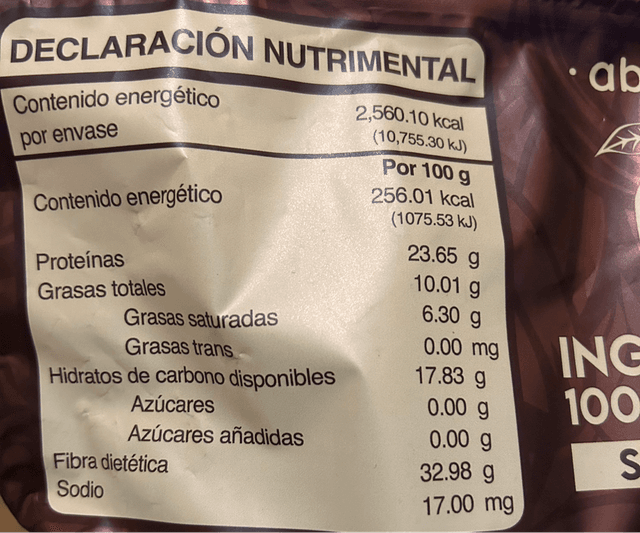 DECLARACIÓN NUTRIMENTAL
Contenido energético
por envase 2,560.10 kcal
(10,755.30 kJ)
Por 100 g
Contenido energético 256.01 kcal
(1075.53 kJ)
Proteínas 23.65 g
Grasas totales 10.01 g
Grasas saturadas 6.30 g
Grasas trans 0.00 mg
Hidratos de carbono disponibles 17.83 g
Azúcares 0.00 g
Azúcares añadidas 0.00 g
Fibra dietética 32.98 g
Sodio 17.00 mg
· ab
ING
100
S